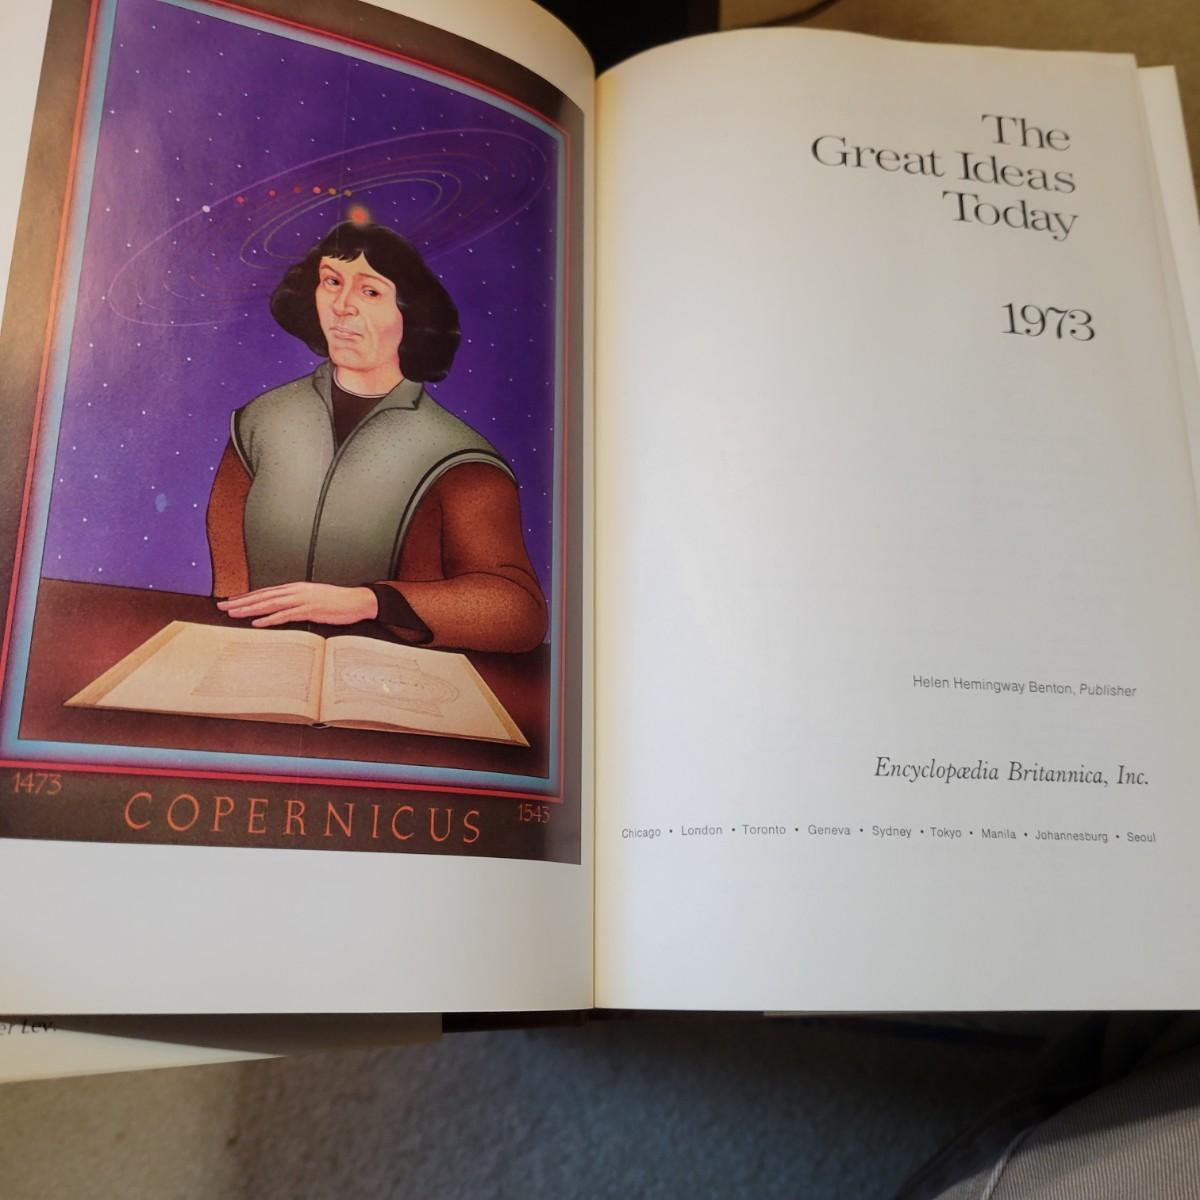 1473
COPERNICUS
1543
The
Great Ideas
Today
1973
Helen Hemingway Benton, Publisher
Encyclopædia Britannica, Inc.
Chicago • London • Toronto • Geneva • Sydney • Tokyo • Manila • Johannesburg • Seoul